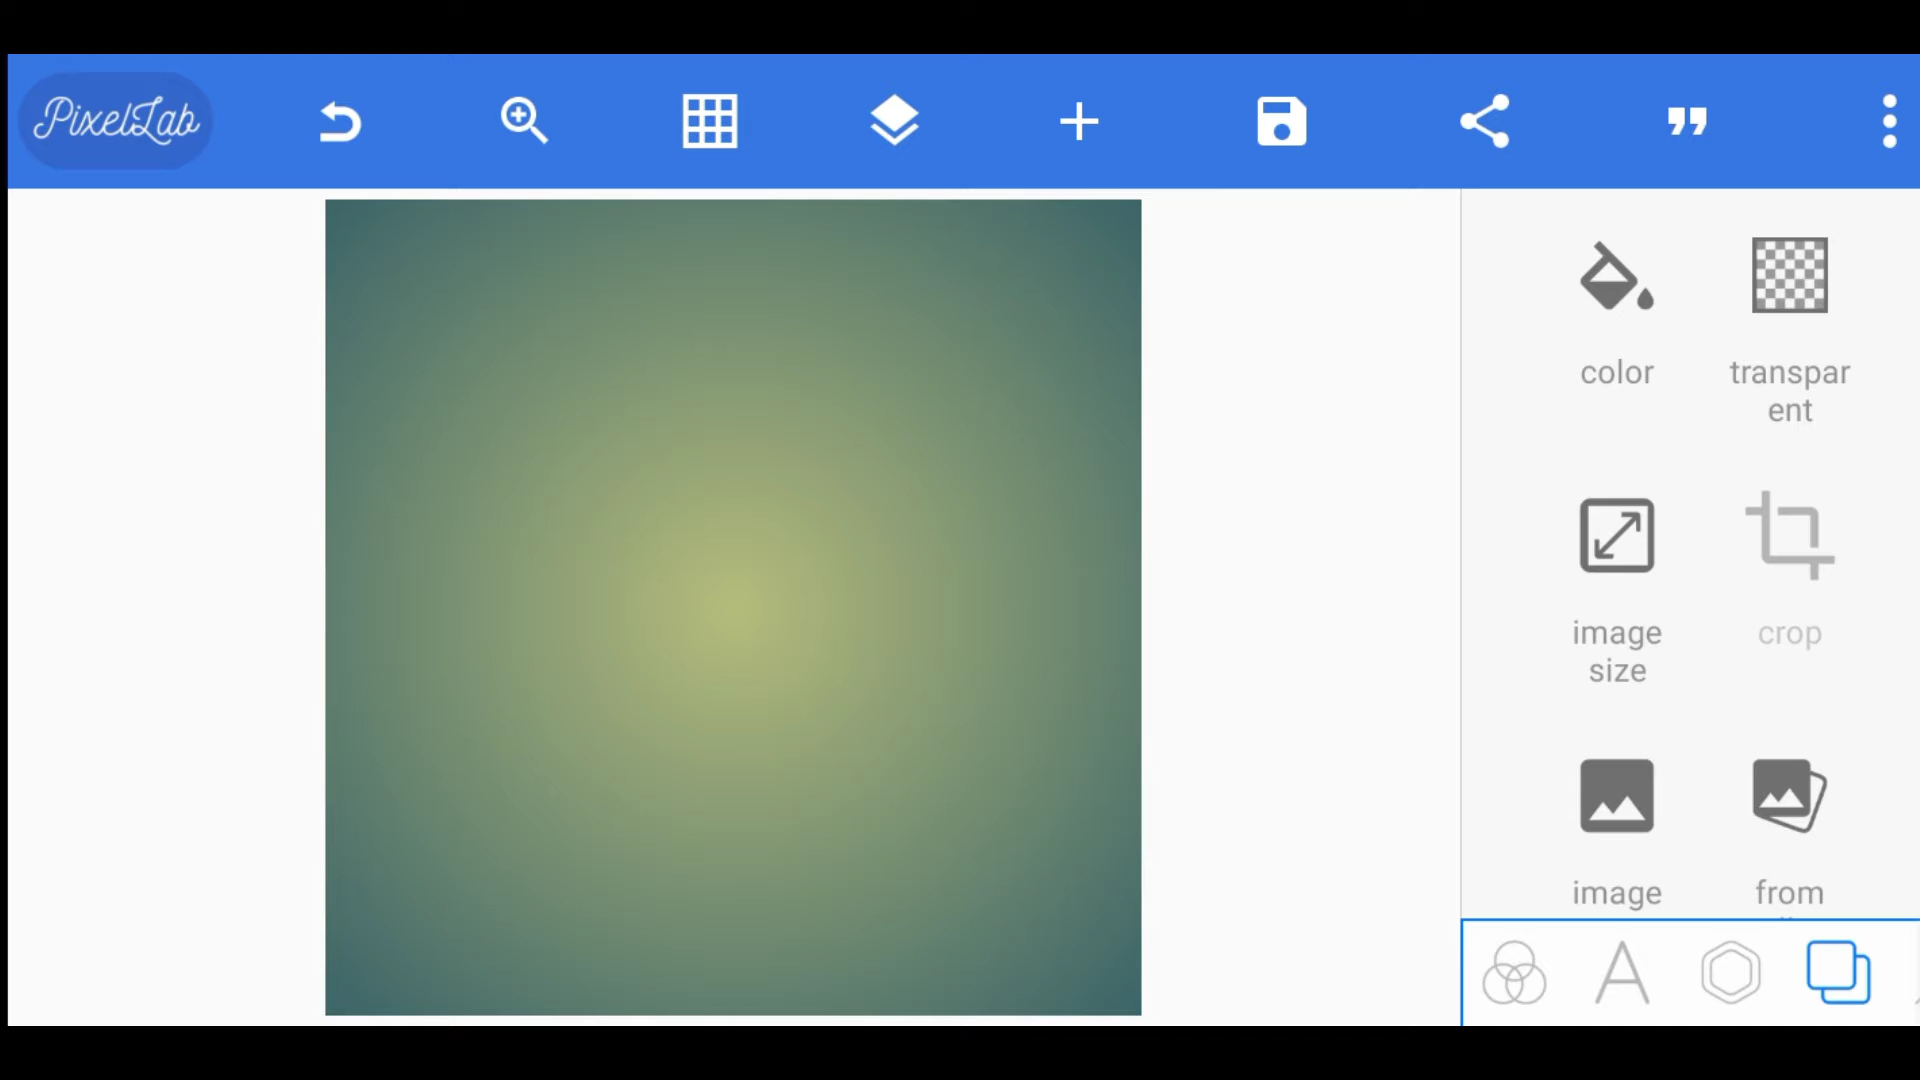 PixelLab
color
transpar
ent
image
size
crop
image
from